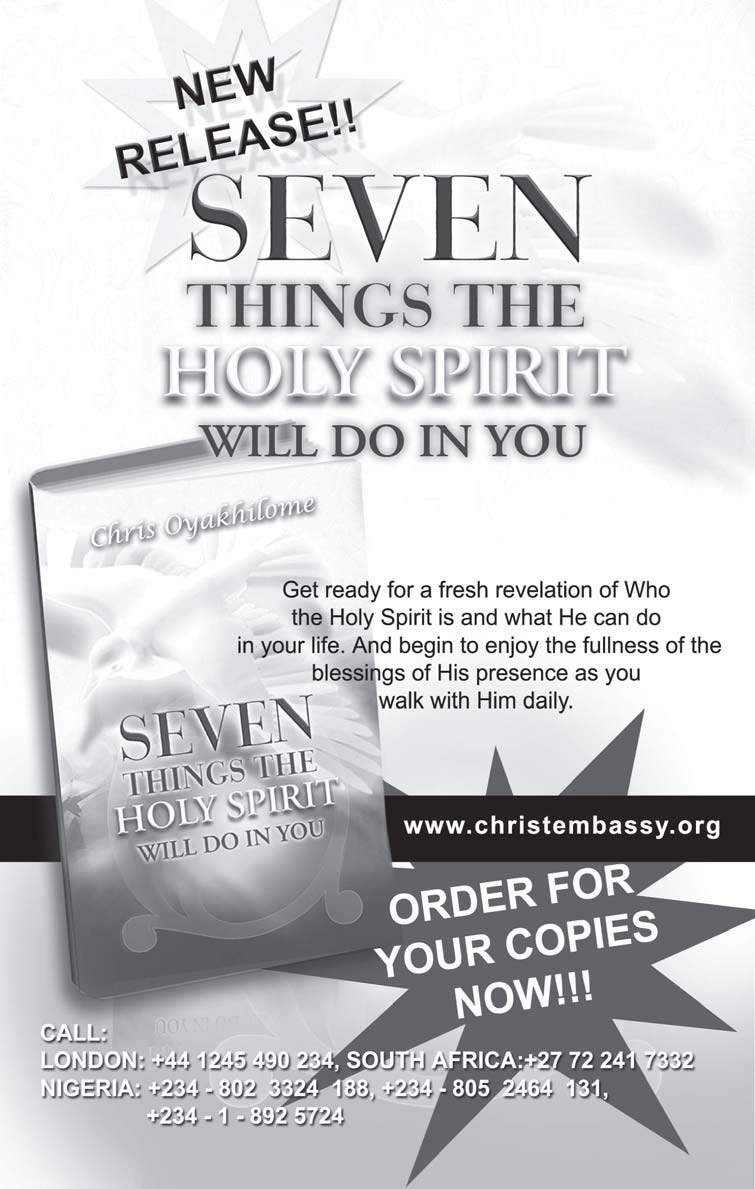 NEW
RELEASE!!
SEVEN
THINGS THE
HOLY SPIRIT
WILL DO IN YOU
Chris Oyakhilome
SEVEN
THINGS THE
HOLY SPIRIT
WILL DO IN YOU
Get ready for a fresh revelation of Who
the Holy Spirit is and what He can do
in your life. And begin to enjoy the fullness of the
blessings of His presence as you
walk with Him daily.
www.christembassy.org
ORDER FOR
YOUR COPIES
NOW!!!
CALL:
LONDON: +44 1245 490 234, SOUTH AFRICA:+27 72 241 7332
NIGERIA: +234 - 802 3324 188, +234 - 805 2464 131,
+234 - 1 - 892 5724